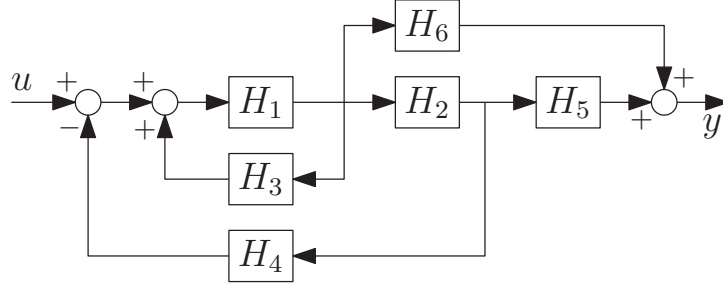 H₆
u + + H₁ H₂ H₅ + y
− + + 
H₃
H₄